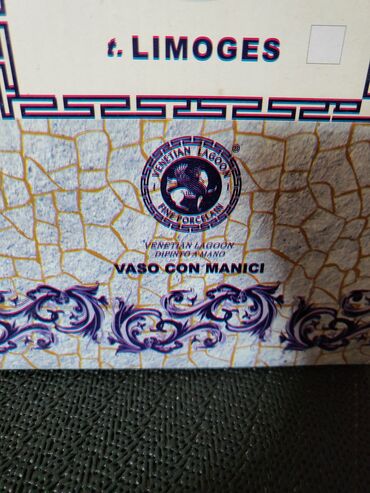 t. LIMOGES
VENETIAN LAGOON ®
FINE PORCELAIN
VENETIAN LAGOON
DIPINTO A MANO
VASO CON MANICI